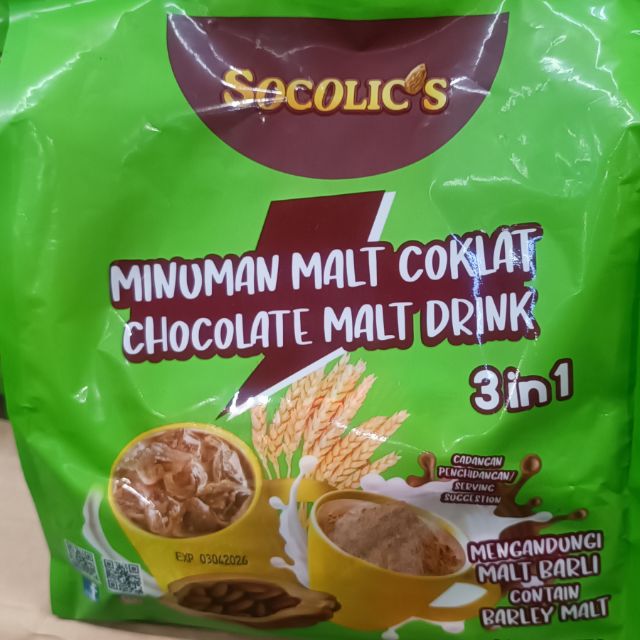 SOCOLIC'S
MINUMAN MALT COKLAT
CHOCOLATE MALT DRINK
3 in 1
CADANGAN
PENGHIDANGAN/
SERVING
SUGGESTION
EXP 03042026
MENGANDUNGI
MALT BARLI
CONTAIN
BARLEY MALT